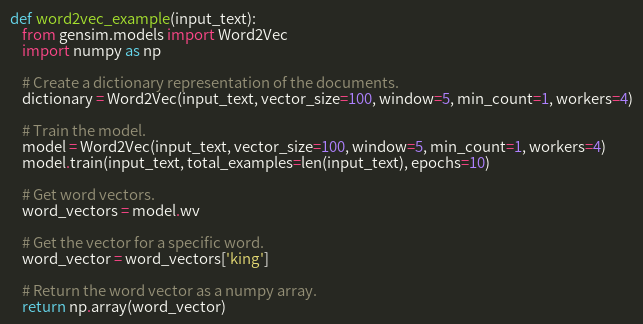 def word2vec_example(input_text):
from gensim.models import Word2Vec
import numpy as np
# Create a dictionary representation of the documents.
dictionary = Word2Vec(input_text, vector_size=100, window=5, min_count=1, workers=4)
# Train the model.
model = Word2Vec(input_text, vector_size=100, window=5, min_count=1, workers=4)
model.train(input_text, total_examples=len(input_text), epochs=10)
# Get word vectors.
word_vectors = model.wv
# Get the vector for a specific word.
word_vector = word_vectors['king']
# Return the word vector as a numpy array.
return np.array(word_vector)